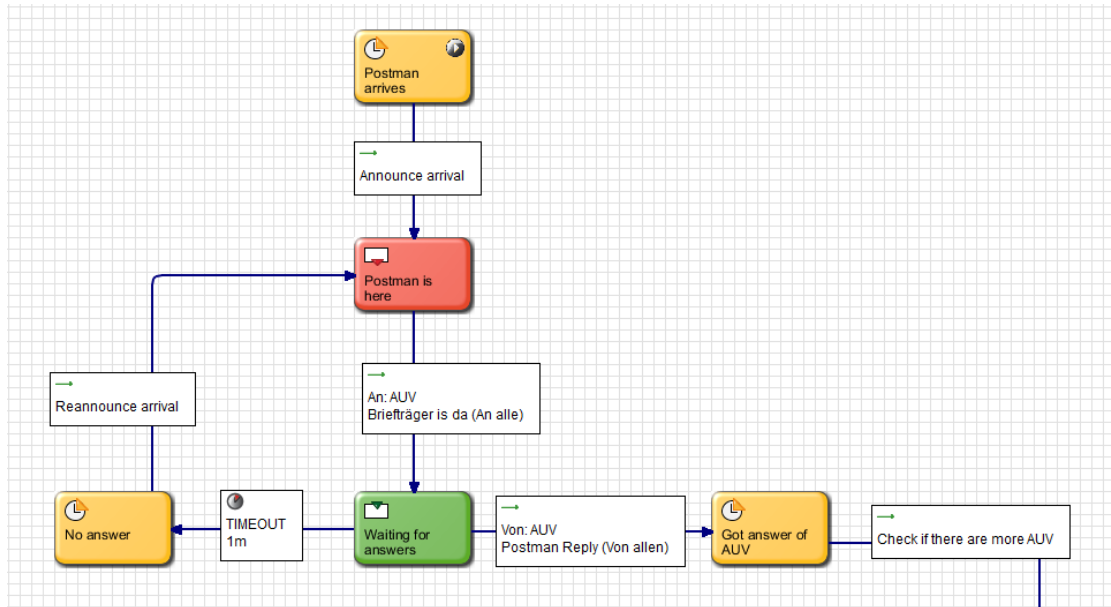 Postman
arrives
Announce arrival
Postman is
here
An: AUV
Briefträger is da (An alle)
Reannounce arrival
No answer
TIMEOUT
1m
Waiting for
answers
Von: AUV
Postman Reply (Von allen)
Got answer of
AUV
Check if there are more AUV